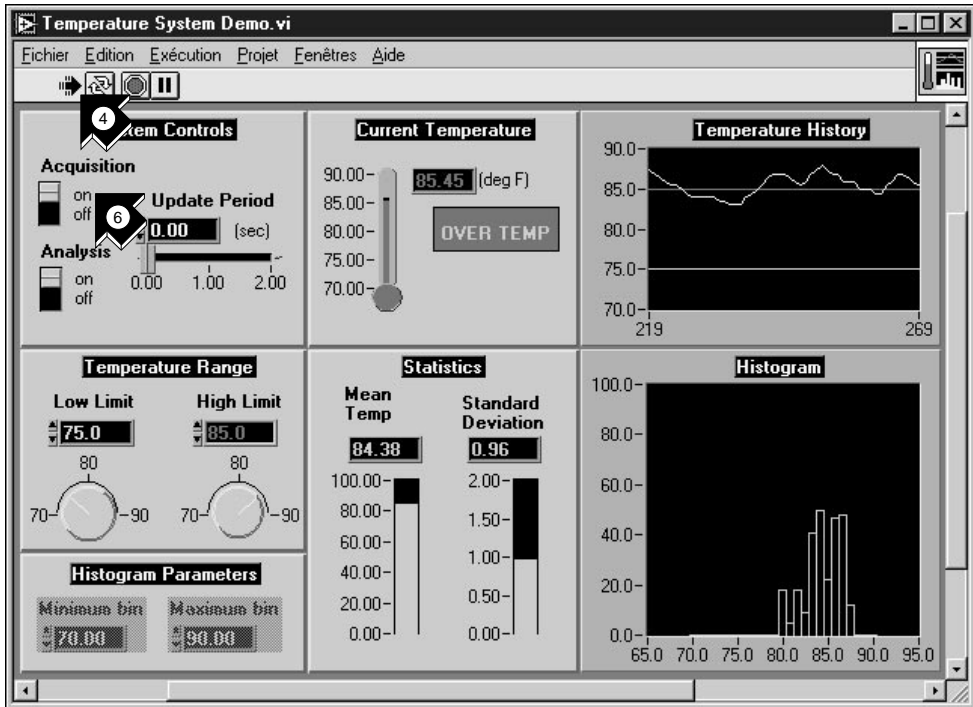 Temperature System Demo.vi
Fichier Edition Exécution Projet Fenêtres Aide
4
tem Controls
Acquisition
on
off
6
Update Period
0.00 (sec)
0.00 1.00 2.00
Analysis
on
off
Current Temperature
90.00
85.00
80.00
75.00
70.00
85.45 (deg F)
OVER TEMP
Temperature History
90.0
85.0
80.0
75.0
70.0
219 269
Temperature Range
Low Limit High Limit
75.0 85.0
80 80
70 90 70 90
Histogram Parameters
Minimum bin Maximum bin
70.00 90.00
Statistics
Mean Temp
84.38
100.00
80.00
60.00
40.00
20.00
0.00
Standard Deviation
0.96
2.00
1.50
1.00
0.50
0.00
Histogram
100.0
80.0
60.0
40.0
20.0
0.0
65.0 70.0 75.0 80.0 85.0 90.0 95.0